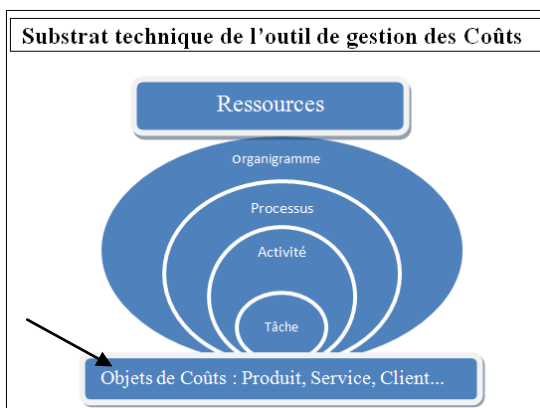 Substrat technique de l'outil de gestion des Coûts
Ressources
Organigramme
Processus
Activité
Tâche
Objets de Coûts : Produit, Service, Client...